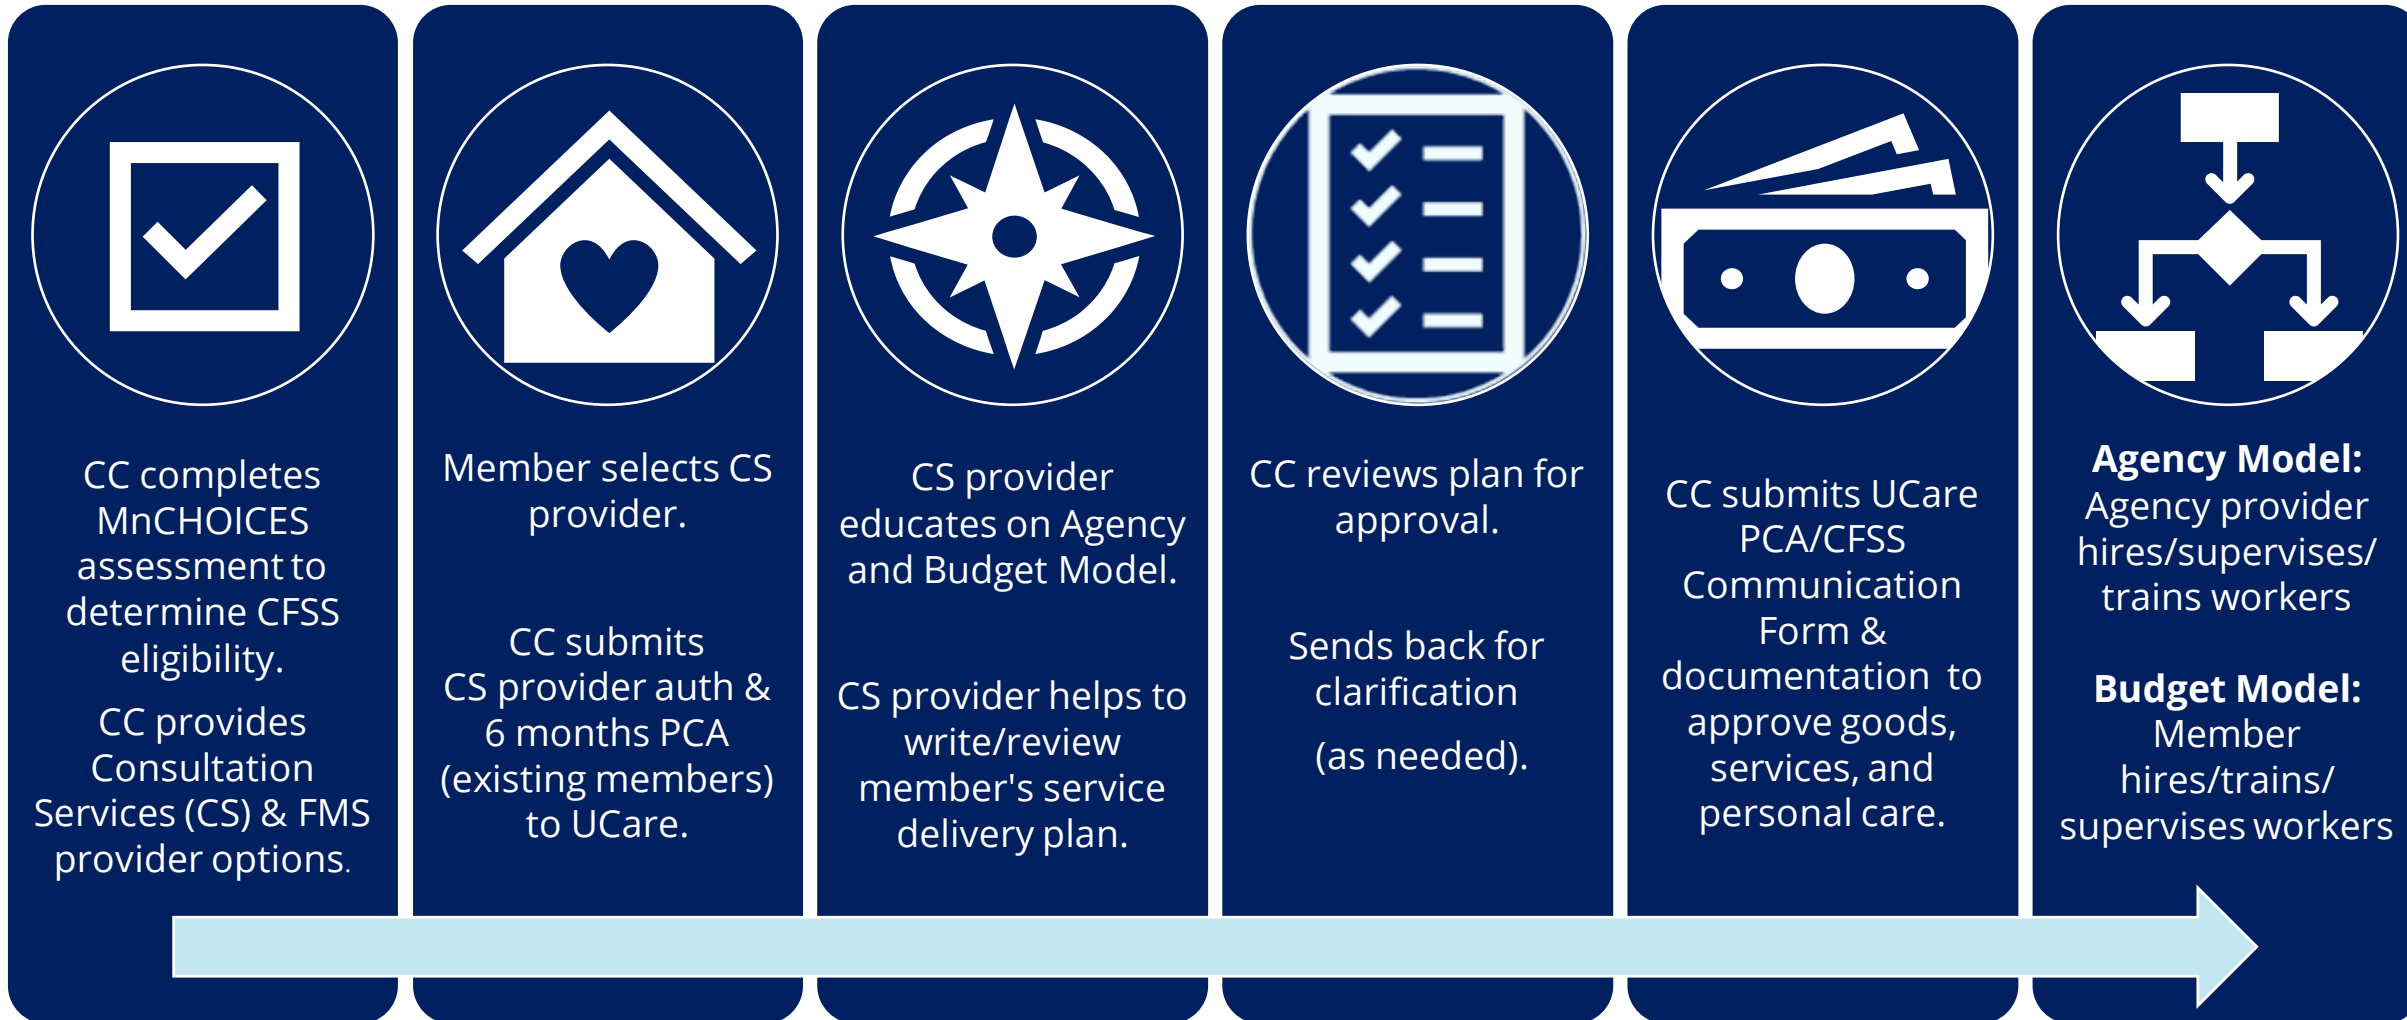 CC completes
MnCHOICES
assessment to
determine CFSS
eligibility.
CC provides
Consultation
Services (CS) & FMS
provider options.
Member selects CS
provider.
CC submits
CS provider auth &
6 months PCA
(existing members)
to UCare.
CS provider
educates on Agency
and Budget Model.
CS provider helps to
write/review
member's service
delivery plan.
CC reviews plan for
approval.
Sends back for
clarification
(as needed).
CC submits UCare
PCA/CFSS
Communication
Form &
documentation to
approve goods,
services, and
personal care.
Agency Model:
Agency provider
hires/supervises/
trains workers
Budget Model:
Member
hires/trains/
supervises workers